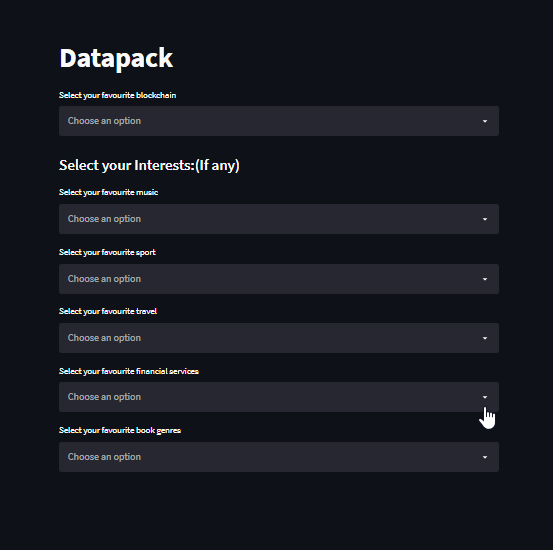 Datapack
Select your favourite blockchain
Choose an option
Select your Interests:(If any)
Select your favourite music
Choose an option
Select your favourite sport
Choose an option
Select your favourite travel
Choose an option
Select your favourite financial services
Choose an option
Select your favourite book genres
Choose an option